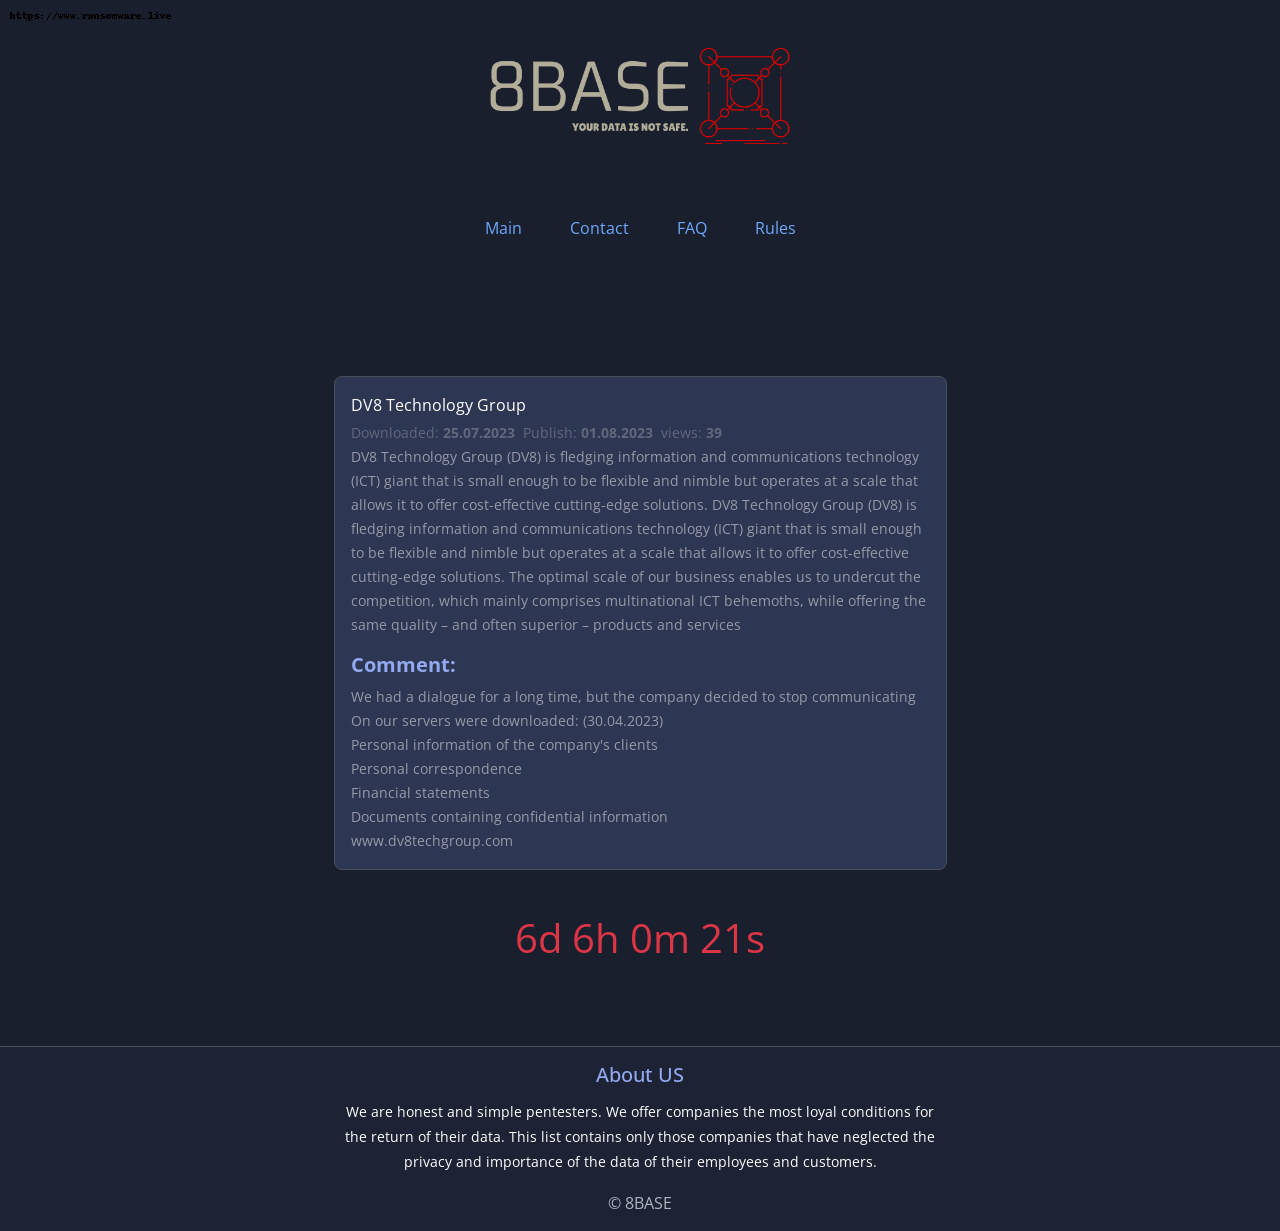 https://www.ransomware.live
8BASE
YOUR DATA IS NOT SAFE.
Main Contact FAQ Rules
DV8 Technology Group
Downloaded: 25.07.2023 Publish: 01.08.2023 views: 39
DV8 Technology Group (DV8) is fledging information and communications technology
(ICT) giant that is small enough to be flexible and nimble but operates at a scale that
allows it to offer cost-effective cutting-edge solutions. DV8 Technology Group (DV8) is
fledging information and communications technology (ICT) giant that is small enough
to be flexible and nimble but operates at a scale that allows it to offer cost-effective
cutting-edge solutions. The optimal scale of our business enables us to undercut the
competition, which mainly comprises multinational ICT behemoths, while offering the
same quality – and often superior – products and services
Comment:
We had a dialogue for a long time, but the company decided to stop communicating
On our servers were downloaded: (30.04.2023)
Personal information of the company's clients
Personal correspondence
Financial statements
Documents containing confidential information
www.dv8techgroup.com
6d 6h 0m 21s
About US
We are honest and simple pentesters. We offer companies the most loyal conditions for
the return of their data. This list contains only those companies that have neglected the
privacy and importance of the data of their employees and customers.
© 8BASE